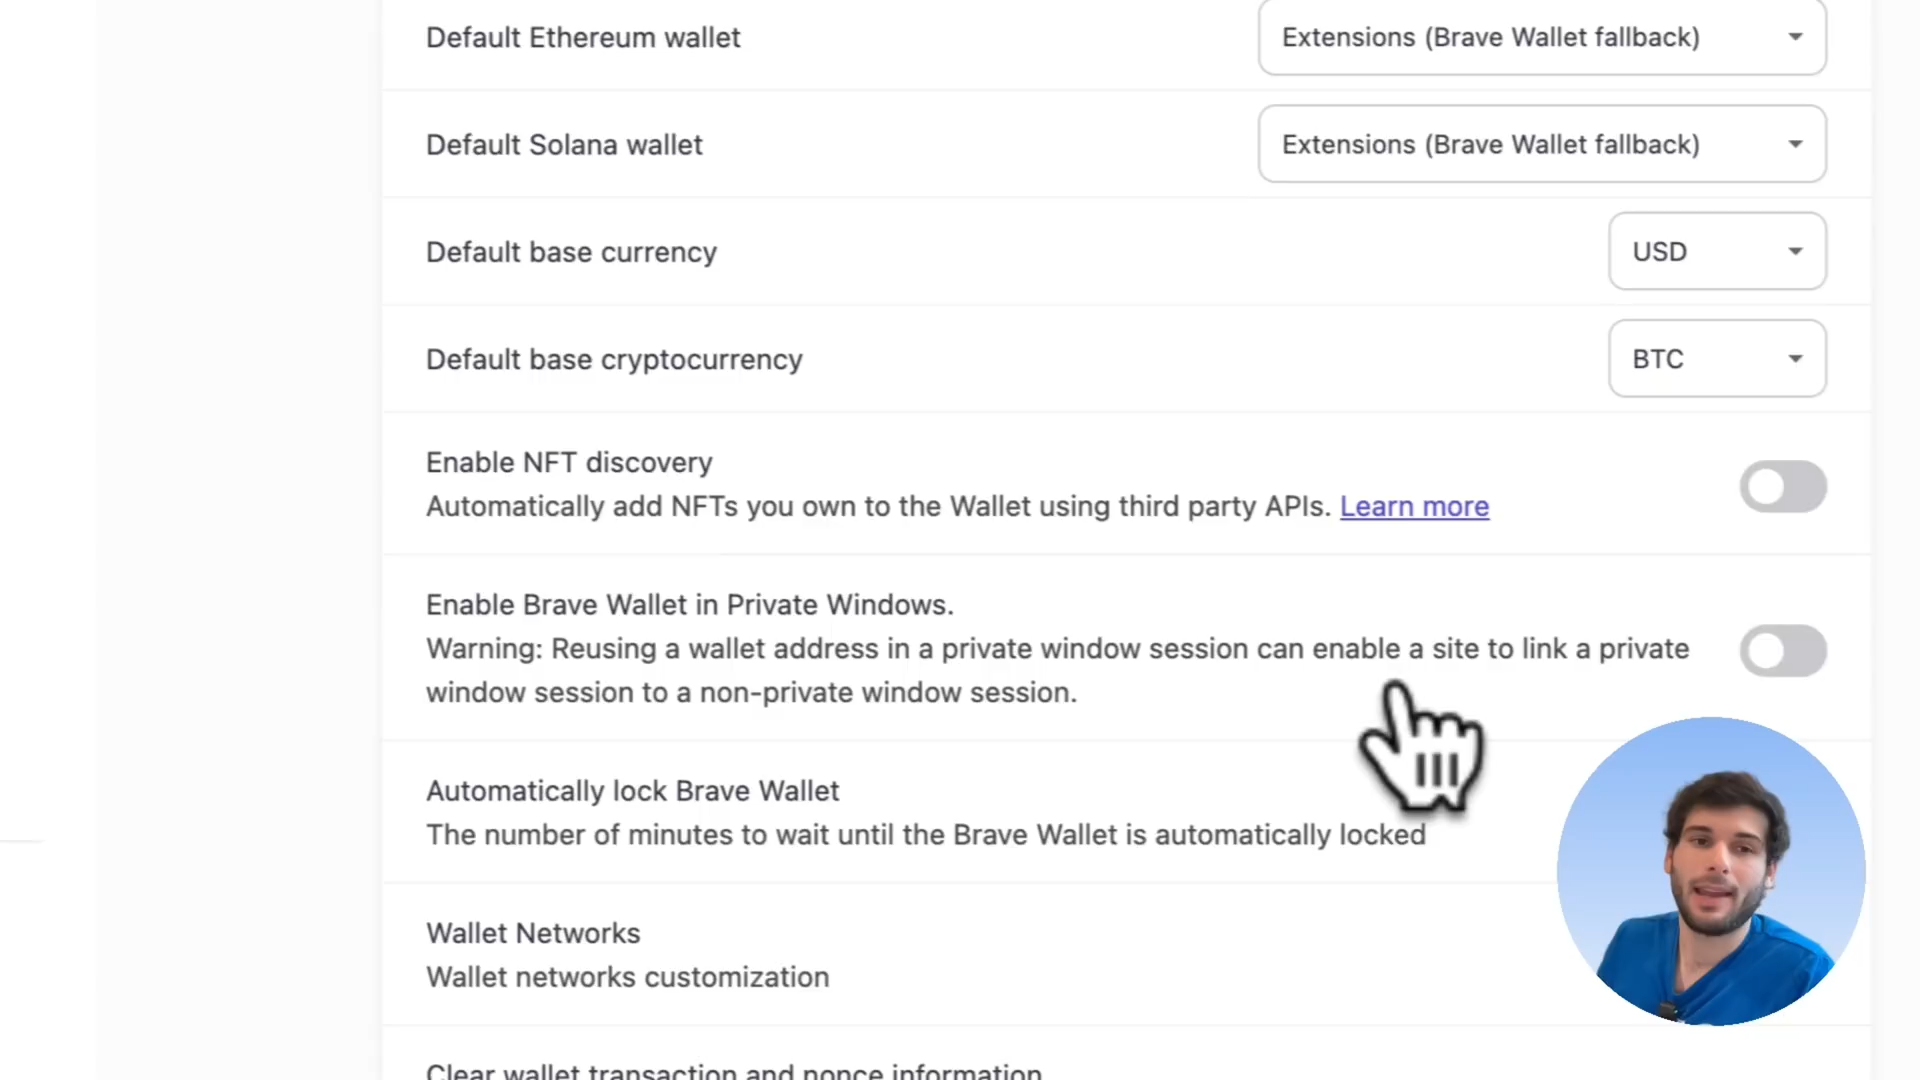 Default Ethereum wallet
Extensions (Brave Wallet fallback)
Default Solana wallet
Extensions (Brave Wallet fallback)
Default base currency
USD
Default base cryptocurrency
BTC
Enable NFT discovery
Automatically add NFTs you own to the Wallet using third party APIs. Learn more
Enable Brave Wallet in Private Windows.
Warning: Reusing a wallet address in a private window session can enable a site to link a private
window session to a non-private window session.
Automatically lock Brave Wallet
The number of minutes to wait until the Brave Wallet is automatically locked
Wallet Networks
Wallet networks customization
Clear wallet transaction and nonce information